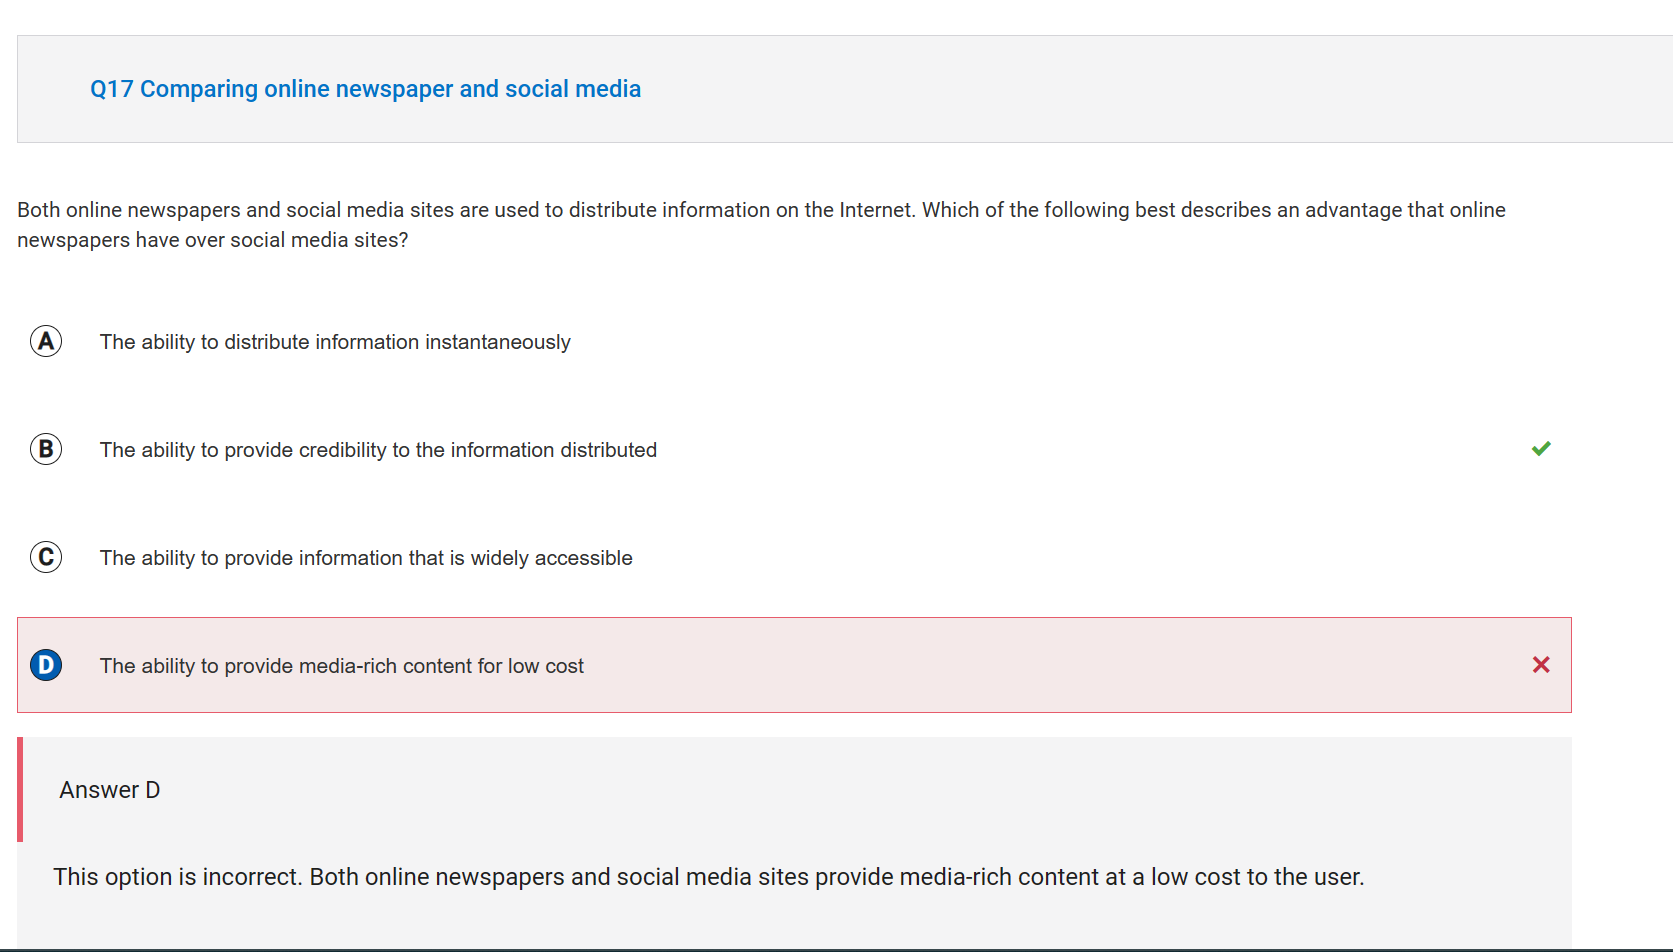 Q17 Comparing online newspaper and social media
Both online newspapers and social media sites are used to distribute information on the Internet. Which of the following best describes an advantage that online
newspapers have over social media sites?
A The ability to distribute information instantaneously
B The ability to provide credibility to the information distributed
C The ability to provide information that is widely accessible
D The ability to provide media-rich content for low cost
Answer D
This option is incorrect. Both online newspapers and social media sites provide media-rich content at a low cost to the user.